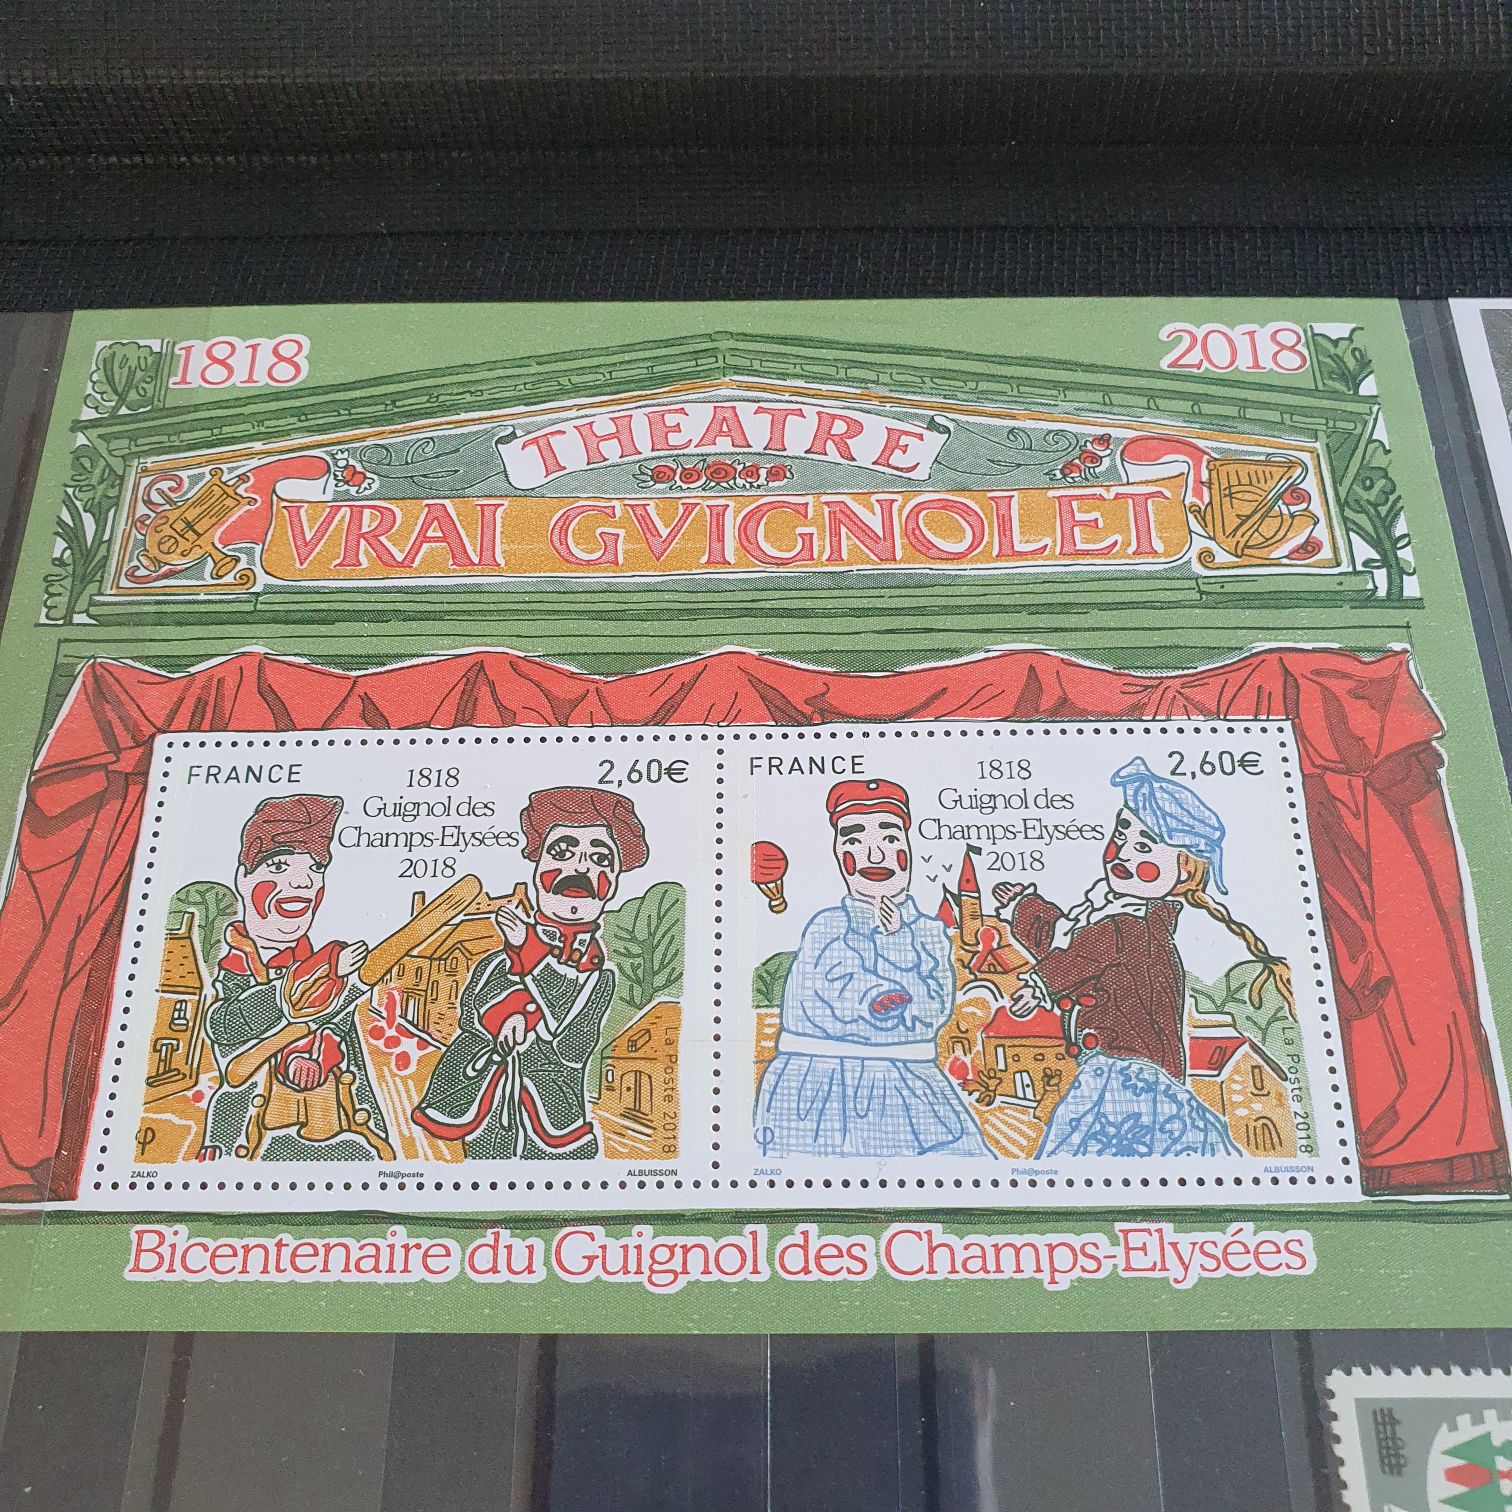 1818
2018
THEATRE
VRAI GVIGNOLET
FRANCE
1818
Guignol des
Champs-Elysées
2018
2,60€
La Poste 2018
ZALKO
Phil@poste
ALBUISSON
FRANCE
1818
Guignol des
Champs-Elysées
2018
2,60€
La Poste 2018
ZALKO
Phil@poste
ALBUISSON
Bicentenaire du Guignol des Champs-Elysées